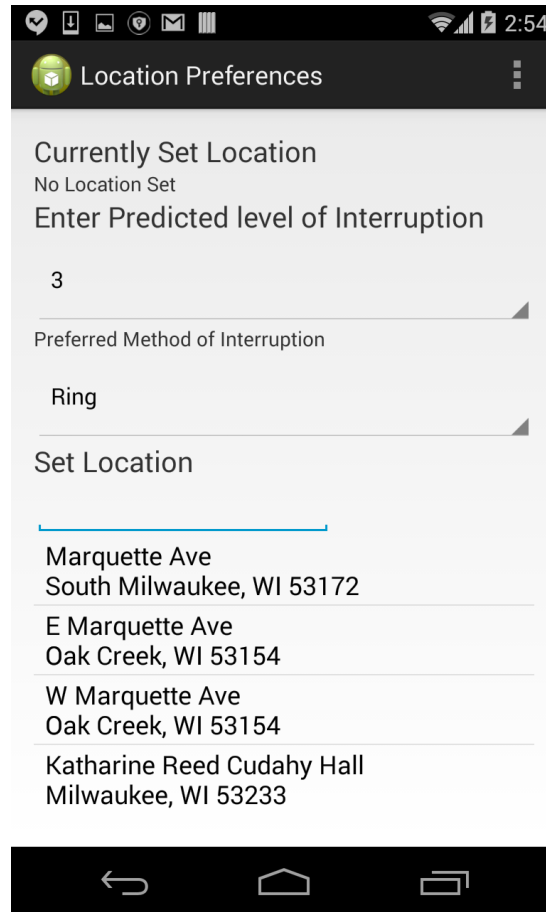 2:54
Location Preferences
Currently Set Location
No Location Set
Enter Predicted level of Interruption
3
Preferred Method of Interruption
Ring
Set Location
Marquette Ave
South Milwaukee, WI 53172
E Marquette Ave
Oak Creek, WI 53154
W Marquette Ave
Oak Creek, WI 53154
Katharine Reed Cudahy Hall
Milwaukee, WI 53233